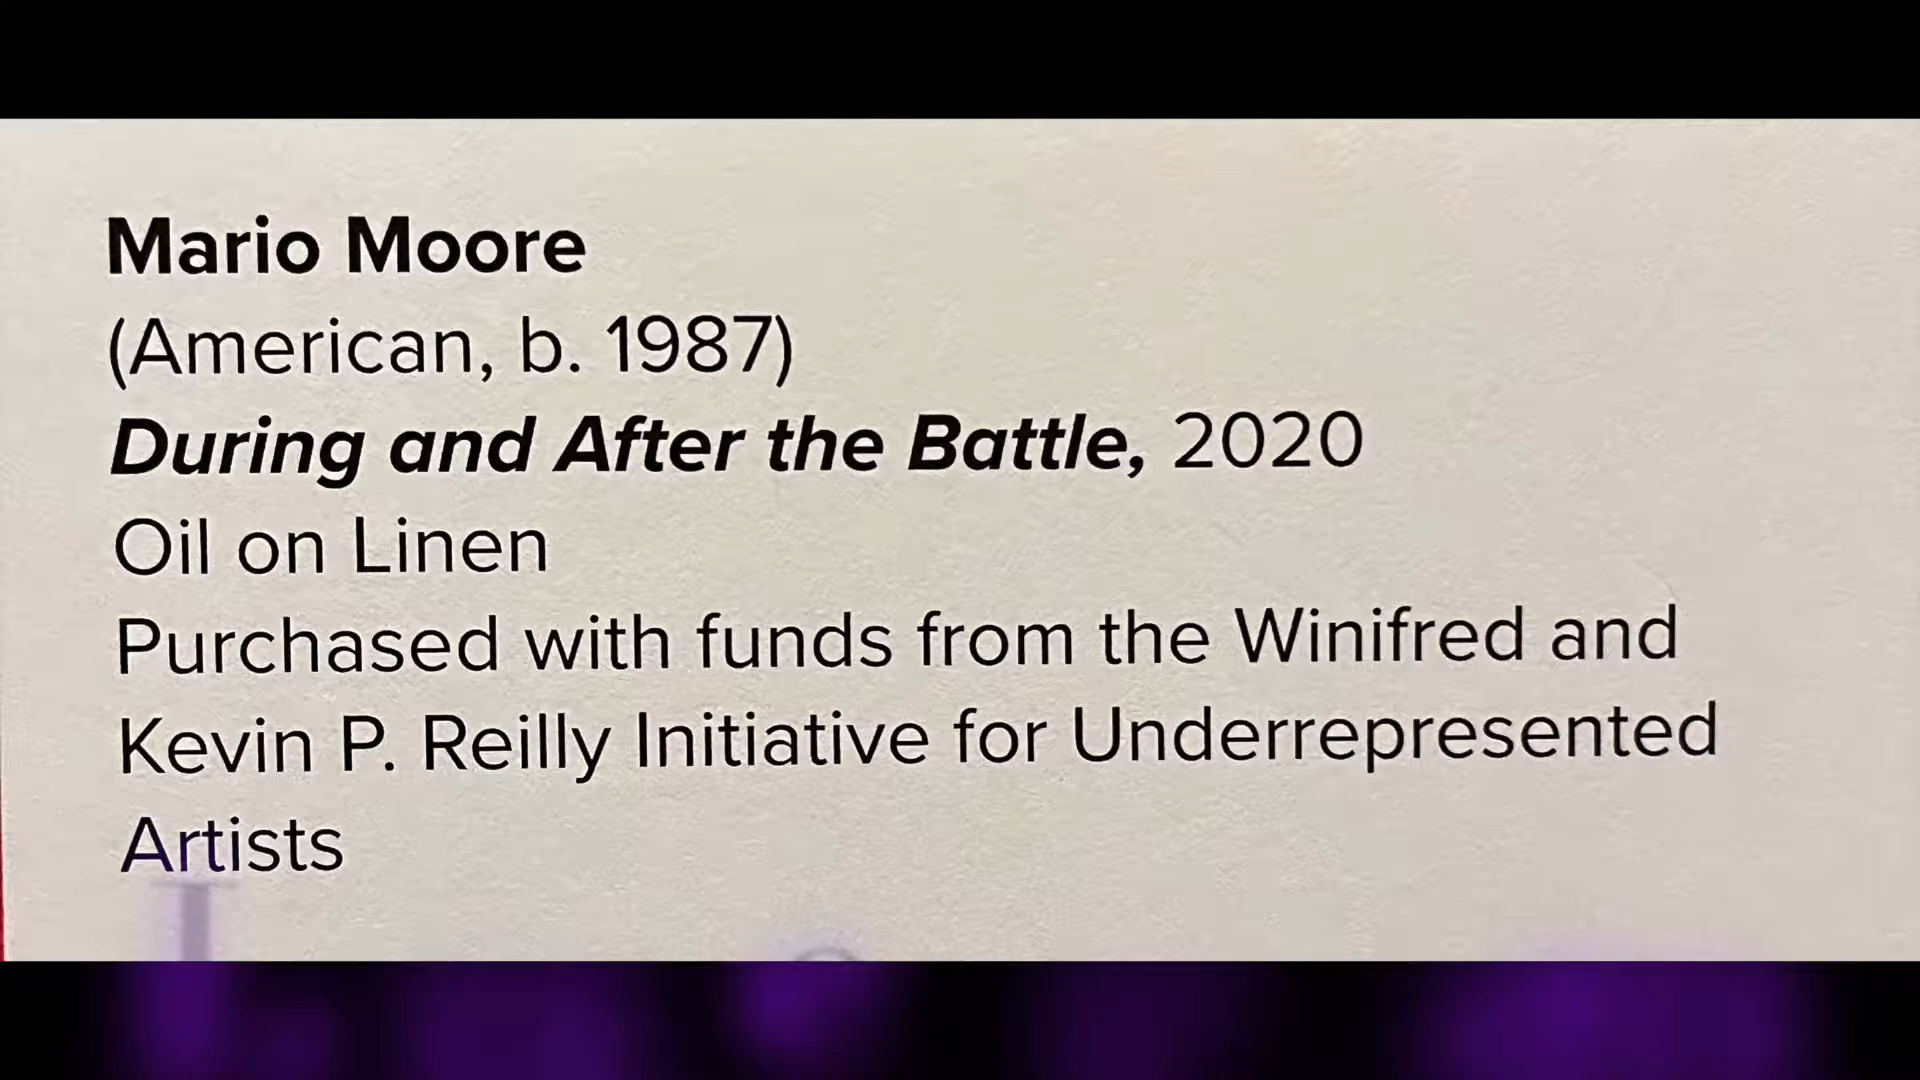 Mario Moore
(American, b. 1987)
During and After the Battle, 2020
Oil on Linen
Purchased with funds from the Winifred and
Kevin P. Reilly Initiative for Underrepresented
Artists